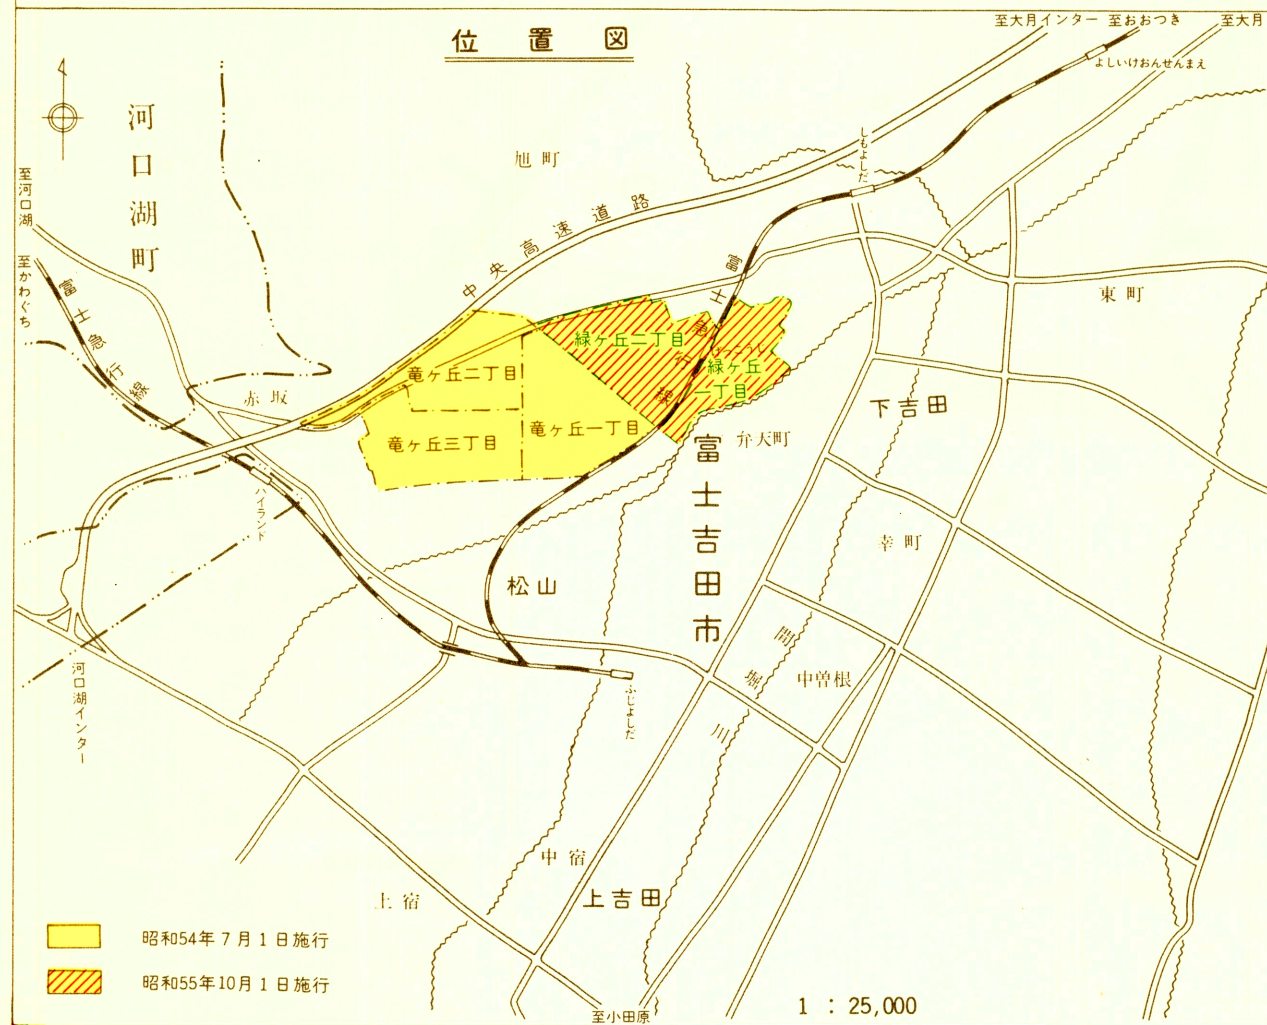 位置図
至大月インター
至おおつき
至大月
よしいけおんせんまえ
しもよしだ
河口湖町
旭町
至河口湖
至かわぐち
富士急行線
中央高速道路
富士急行線
東町
赤坂
緑ヶ丘二丁目
緑ヶ丘
一丁目
竜ヶ丘二丁目
竜ヶ丘三丁目
竜ヶ丘一丁目
下吉田
弁天町
富士吉田市
ハイランド
幸町
松山
間堀川
中曽根
河口湖インター
ふじよしだ
中宿
上宿
上吉田
昭和54年7月1日施行
昭和55年10月1日施行
至小田原
1 : 25,000